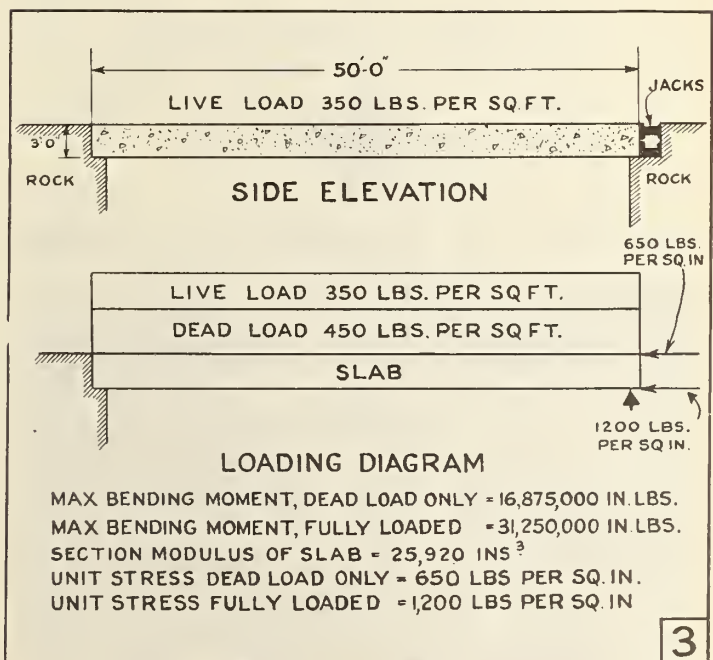 50'-0"
JACKS
LIVE LOAD 350 LBS. PER SQ. FT.
3'0"
ROCK
ROCK
SIDE ELEVATION
650 LBS.
PER SQ. IN
LIVE LOAD 350 LBS. PER SQ FT.
DEAD LOAD 450 LBS. PER SQ FT.
SLAB
1200 LBS.
PER SQ IN.
LOADING DIAGRAM
MAX BENDING MOMENT, DEAD LOAD ONLY = 16,875,000 IN. LBS.
MAX BENDING MOMENT, FULLY LOADED = 31,250,000 IN. LBS.
SECTION MODULUS OF SLAB = 25,920 INS³
UNIT STRESS DEAD LOAD ONLY = 650 LBS PER SQ. IN.
UNIT STRESS FULLY LOADED = 1,200 LBS PER SQ. IN
3